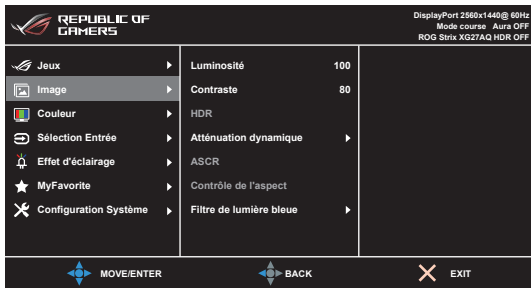 REPUBLIC OF
GAMERS
DisplayPort 2560x1440@ 60Hz
Mode course Aura OFF
ROG Strix XG27AQ HDR OFF
Jeux
Image
Couleur
Sélection Entrée
Effet d'éclairage
MyFavorite
Configuration Système
Luminosité 100
Contraste 80
HDR
Atténuation dynamique
ASCR
Contrôle de l'aspect
Filtre de lumière bleue
MOVE/ENTER BACK EXIT